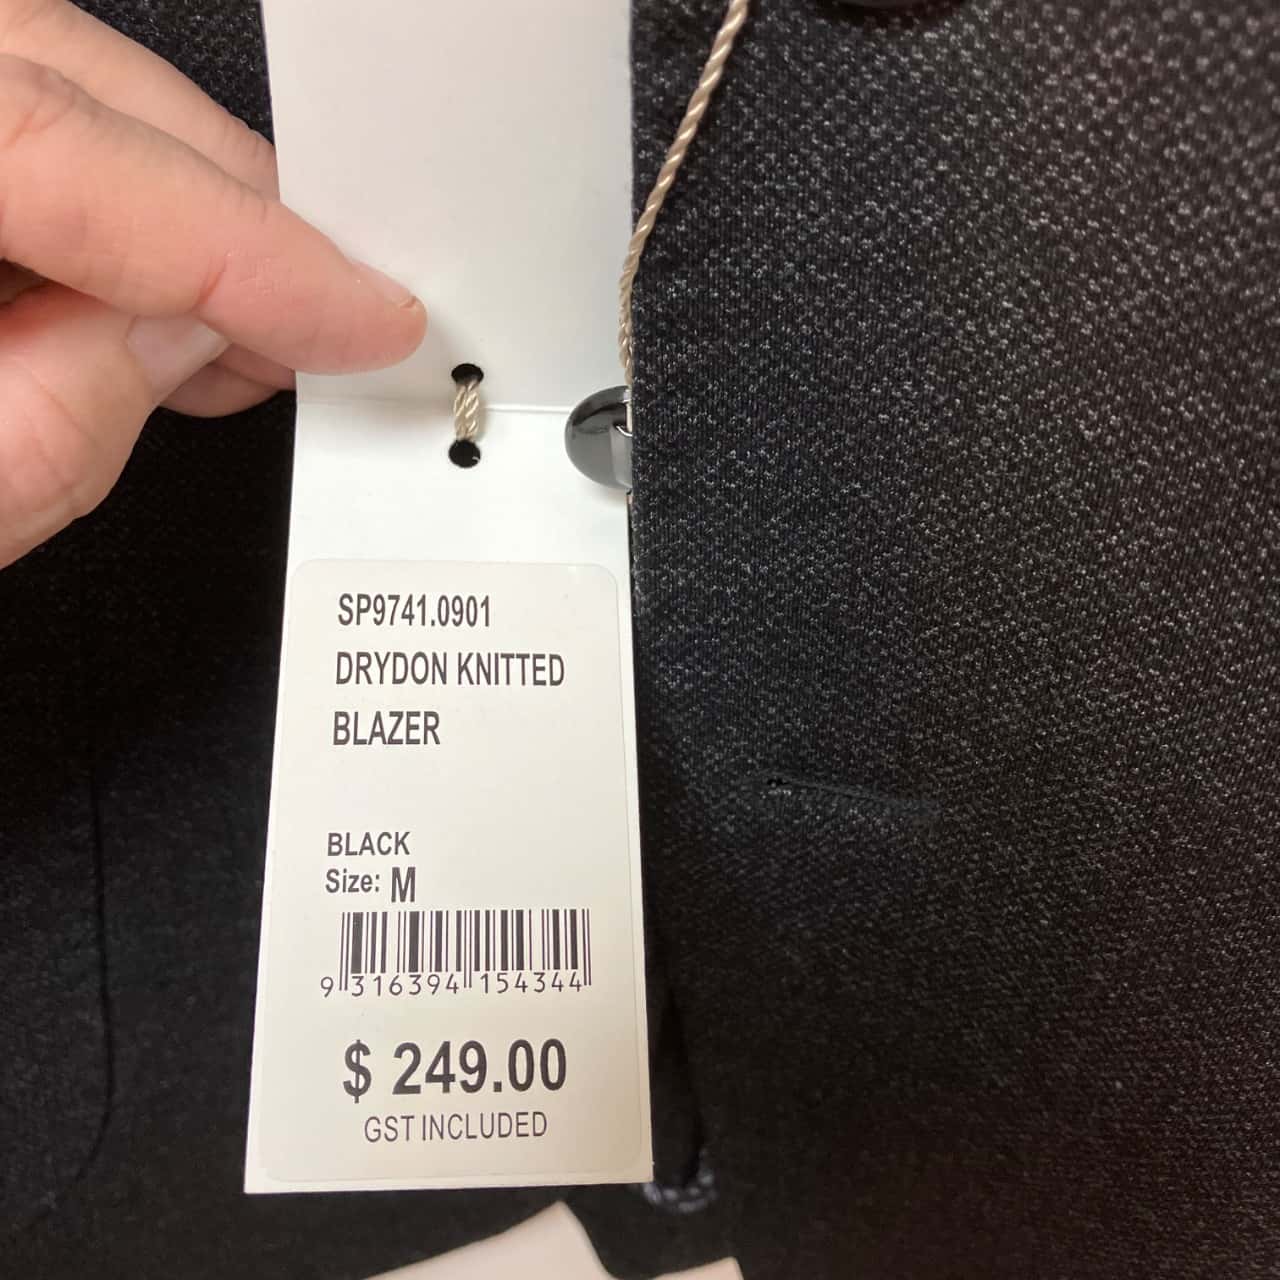 SP9741.0901
DRYDON KNITTED
BLAZER
BLACK
Size: M
9 316394 154344
$ 249.00
GST INCLUDED